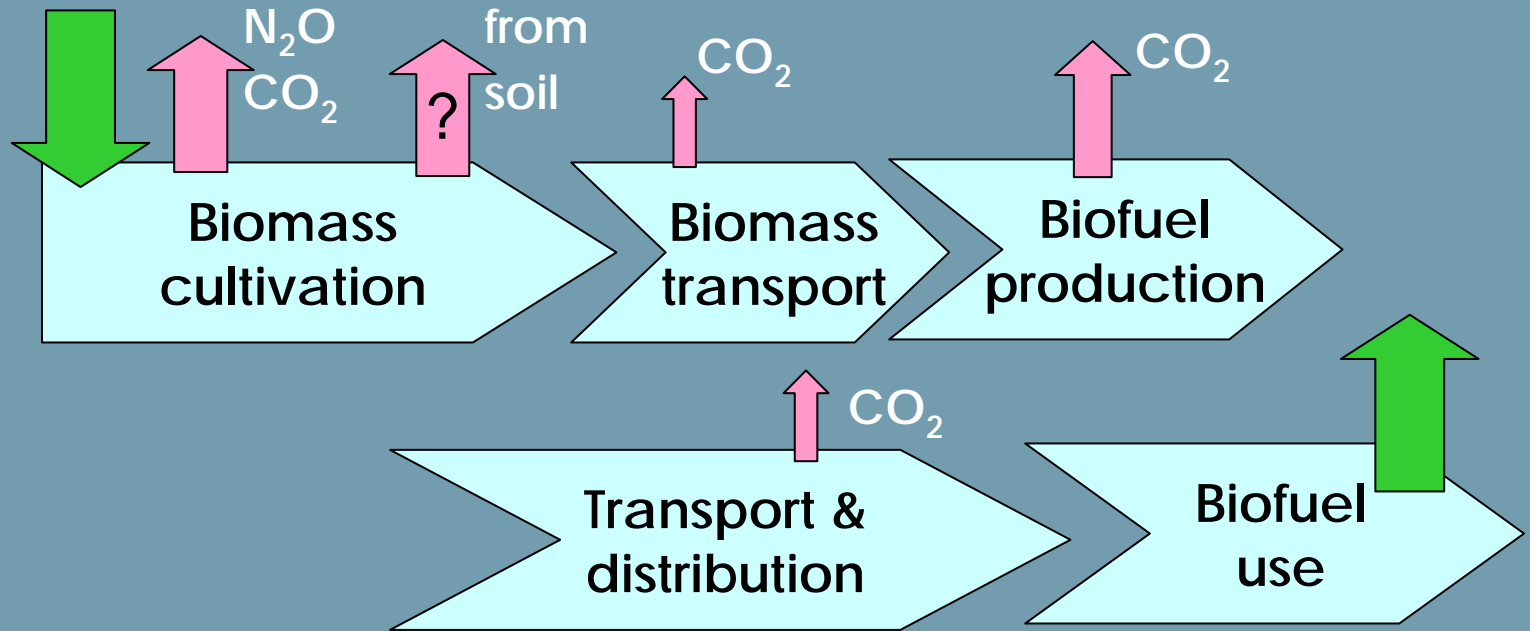 N₂O
CO₂
from
soil
?
CO₂
CO₂
Biomass
cultivation
Biomass
transport
Biofuel
production
CO₂
Transport &
distribution
Biofuel
use